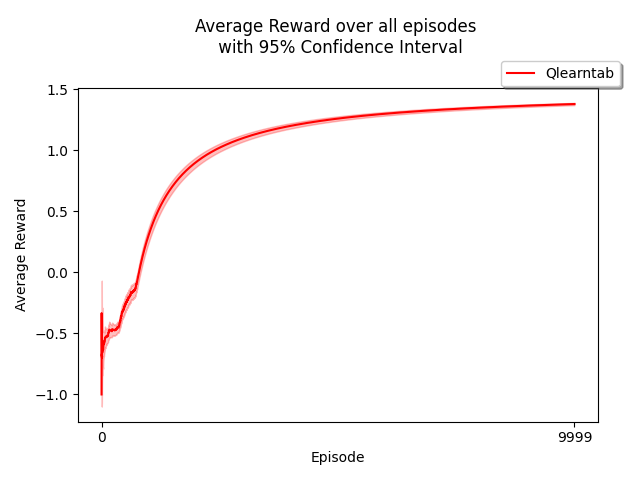 Average Reward over all episodes
with 95% Confidence Interval
Qlearntab
1.5
1.0
0.5
0.0
−0.5
−1.0
Average Reward
0
9999
Episode